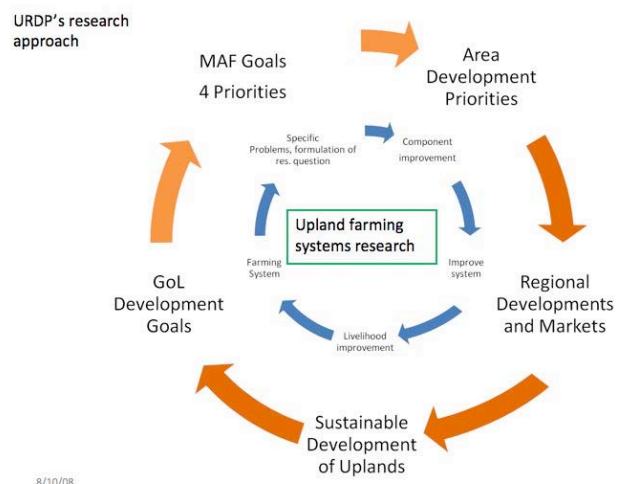 URDP's research
approach
MAF Goals
4 Priorities
Area
Development
Priorities
Specific
Problems, formulation of
res. question
Component
improvement
Upland farming
systems research
Farming
System
Improve
system
GoL
Development
Goals
Regional
Developments
and Markets
Livelihood
improvement
Sustainable
Development
of Uplands
8/10/08